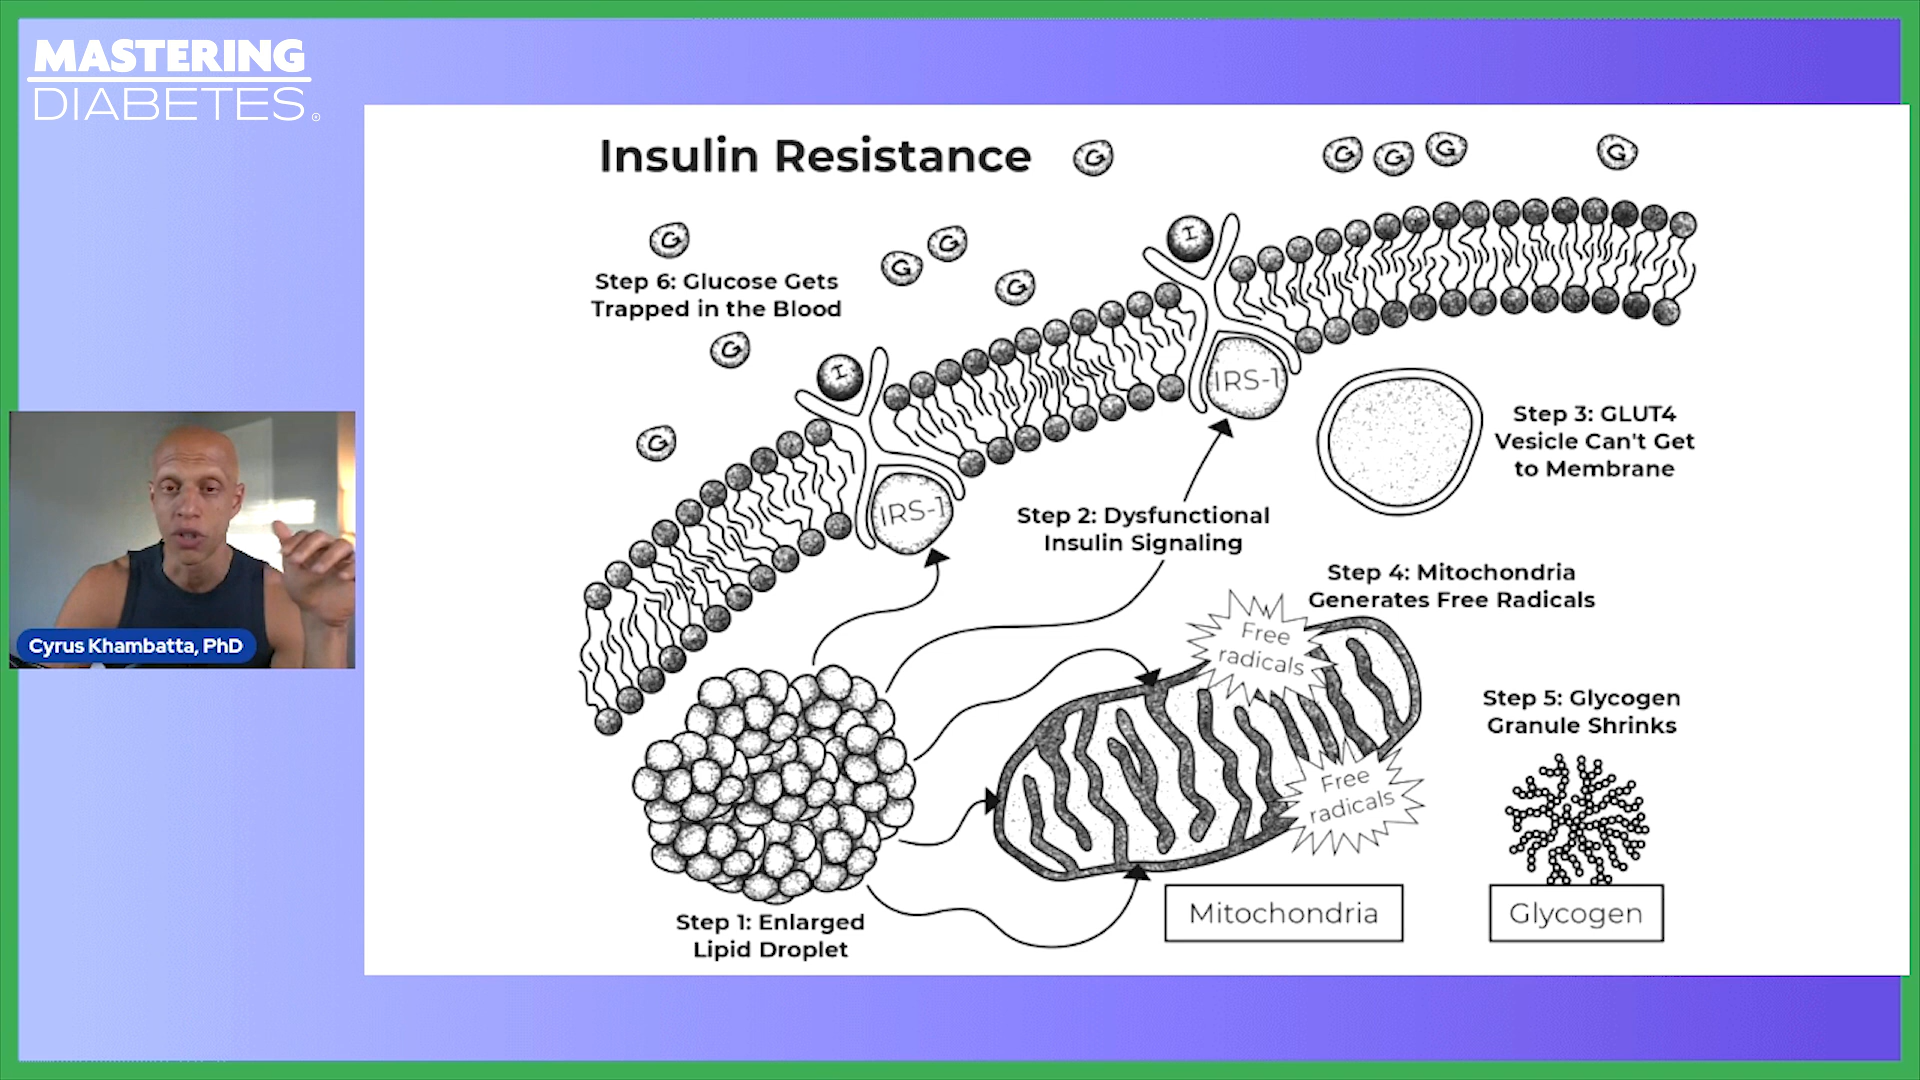 MASTERING
DIABETES®
Insulin Resistance
G
G
G
G
G
G
G
G
G
G
G
I
I
Step 6: Glucose Gets
Trapped in the Blood
IRS-1
IRS-1
Step 3: GLUT4
Vesicle Can't Get
to Membrane
Step 2: Dysfunctional
Insulin Signaling
Step 4: Mitochondria
Generates Free Radicals
Free
radicals
Free
radicals
Cyrus Khambatta, PhD
Step 5: Glycogen
Granule Shrinks
Mitochondria
Glycogen
Step 1: Enlarged
Lipid Droplet